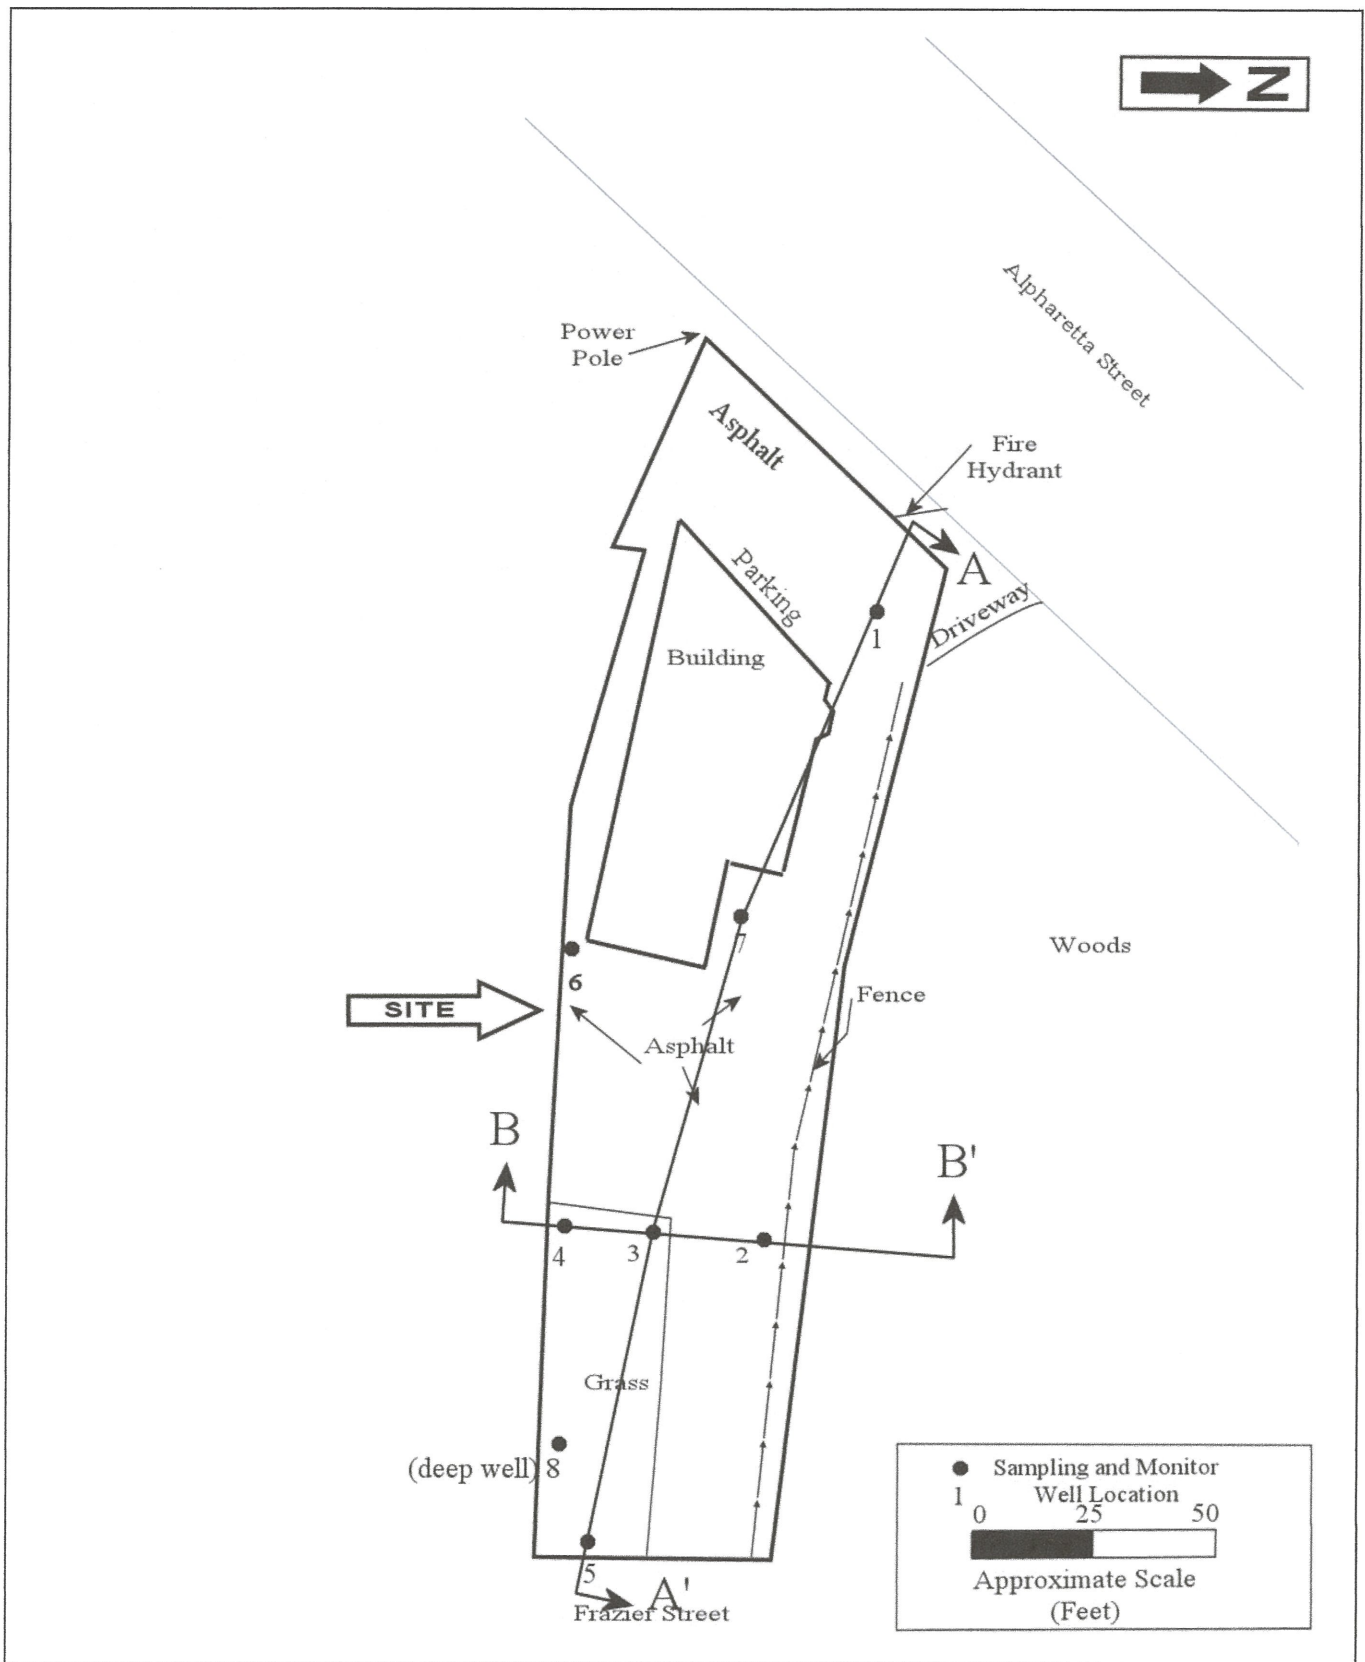 N
Alpharetta Street
Power
Pole
Asphalt
Fire
Hydrant
A
Parking
Driveway
1
Building
7
Woods
6
SITE
Fence
Asphalt
B
B'
4
3
2
Grass
(deep well) 8
5
A'
Frazier Street
Sampling and Monitor
1 Well Location
0 25 50
Approximate Scale
(Feet)